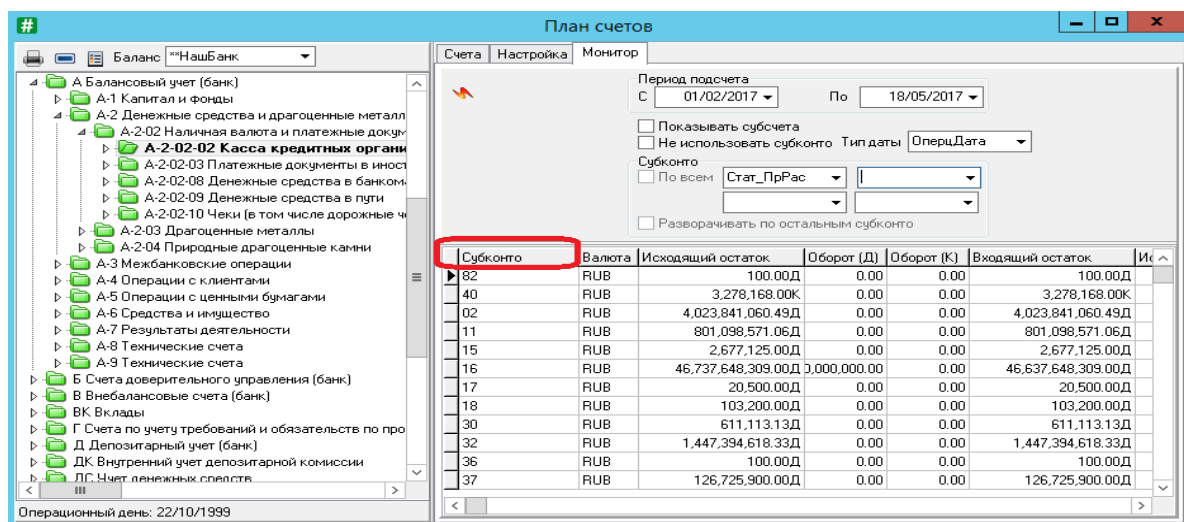 #
План счетов
Баланс **НашБанк
А Балансовый учет (банк)
А-1 Капитал и фонды
А-2 Денежные средства и драгоценные металл
А-2-02 Наличная валюта и платежные докум
А-2-02-02 Касса кредитных органи
А-2-02-03 Платежные документы в иност
А-2-02-08 Денежные средства в банком
А-2-02-09 Денежные средства в пути
А-2-02-10 Чеки (в том числе дорожные ч
А-2-03 Драгоценные металлы
А-2-04 Природные драгоценные камни
А-3 Межбанковские операции
А-4 Операции с клиентами
А-5 Операции с ценными бумагами
А-6 Средства и имущество
А-7 Результаты деятельности
А-8 Технические счета
А-9 Технические счета
Б Счета доверительного управления (банк)
В Внебалансовые счета (банк)
ВК Вклады
Г Счета по учету требований и обязательств по про
Д Депозитарный учет (банк)
ДК Внутренний учет депозитарной комиссии
ДС Учет денежных средств
Операционный день: 22/10/1999
Счета Настройка Монитор
Период подсчета
С 01/02/2017 По 18/05/2017
Показывать субсчета
Не использовать субконто Тип даты ОперцДата
Субконто
По всем Стат_ПрРас
Разворачивать по остальным субконто
Субконто Валюта Исходящий остаток Оборот (Д) Оборот (К) Входящий остаток
82 RUB 100.00Д 0.00 0.00 100.00Д
40 RUB 3,278,168.00К 0.00 0.00 3,278,168.00К
02 RUB 4,023,841,060.49Д 0.00 0.00 4,023,841,060.49Д
11 RUB 801,098,571.06Д 0.00 0.00 801,098,571.06Д
15 RUB 2,677,125.00Д 0.00 0.00 2,677,125.00Д
16 RUB 46,737,648,309.00Д 0,000,000.00 0.00 46,637,648,309.00Д
17 RUB 20,500.00Д 0.00 0.00 20,500.00Д
18 RUB 103,200.00Д 0.00 0.00 103,200.00Д
30 RUB 611,113.13Д 0.00 0.00 611,113.13Д
32 RUB 1,447,394,618.33Д 0.00 0.00 1,447,394,618.33Д
36 RUB 100.00Д 0.00 0.00 100.00Д
37 RUB 126,725,900.00Д 0.00 0.00 126,725,900.00Д